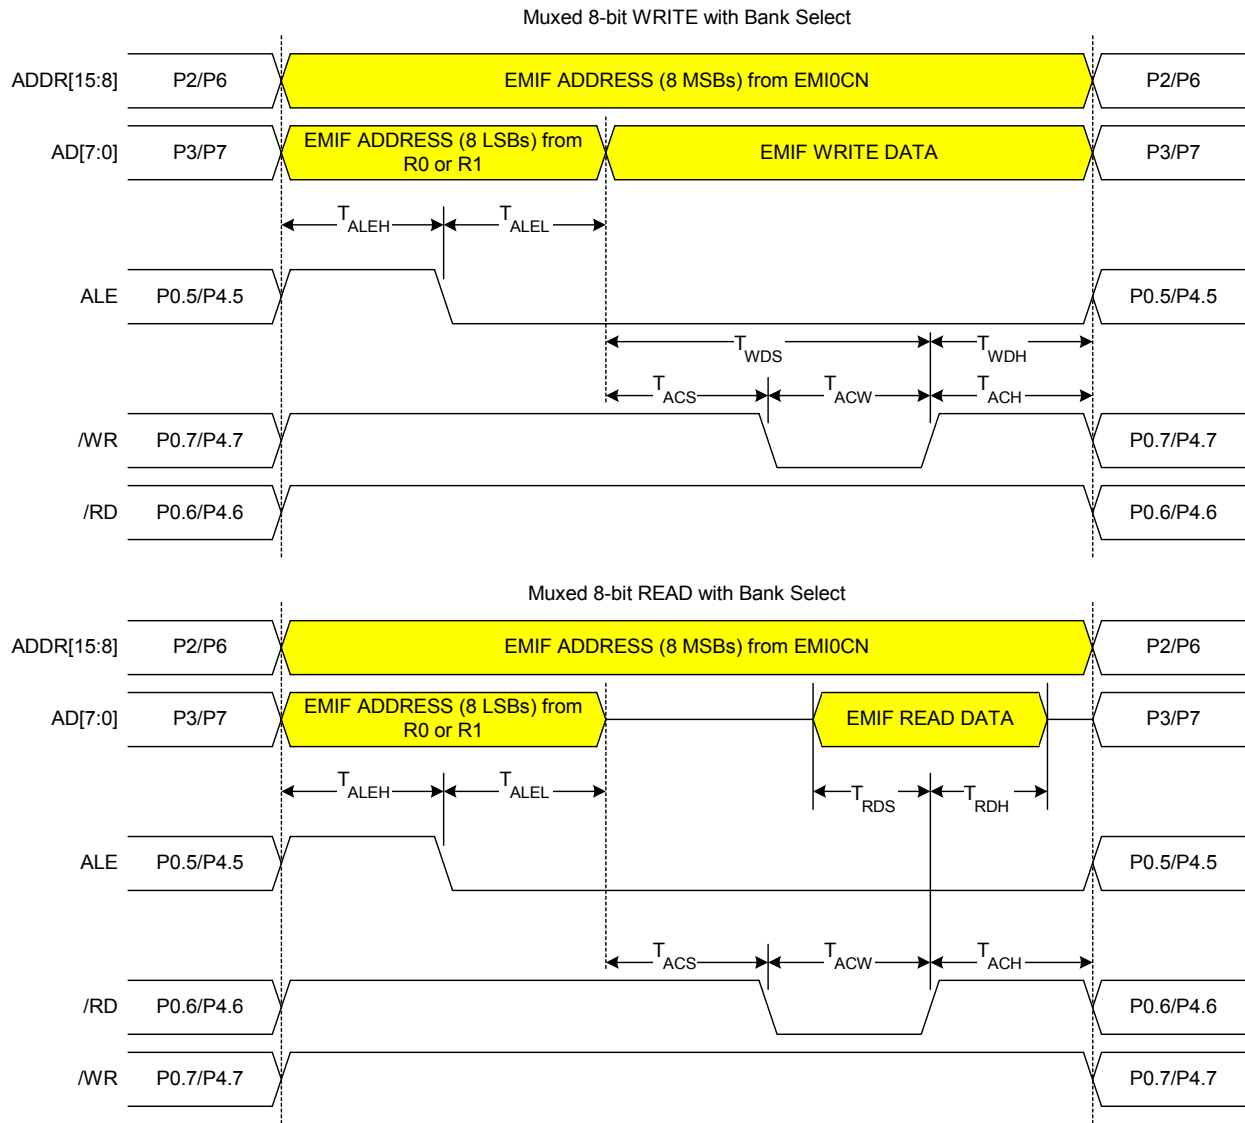 Muxed 8-bit WRITE with Bank Select
ADDR[15:8] P2/P6 EMIF ADDRESS (8 MSBs) from EMI0CN P2/P6
AD[7:0] P3/P7 EMIF ADDRESS (8 LSBs) from
R0 or R1 EMIF WRITE DATA P3/P7
TALEH TALEL
ALE P0.5/P4.5 P0.5/P4.5
TWDS TWDH
TACS TACW TACH
/WR P0.7/P4.7 P0.7/P4.7
/RD P0.6/P4.6 P0.6/P4.6
Muxed 8-bit READ with Bank Select
ADDR[15:8] P2/P6 EMIF ADDRESS (8 MSBs) from EMI0CN P2/P6
AD[7:0] P3/P7 EMIF ADDRESS (8 LSBs) from
R0 or R1 EMIF READ DATA P3/P7
TALEH TALEL TRDS TRDH
ALE P0.5/P4.5 P0.5/P4.5
TACS TACW TACH
/RD P0.6/P4.6 P0.6/P4.6
/WR P0.7/P4.7 P0.7/P4.7